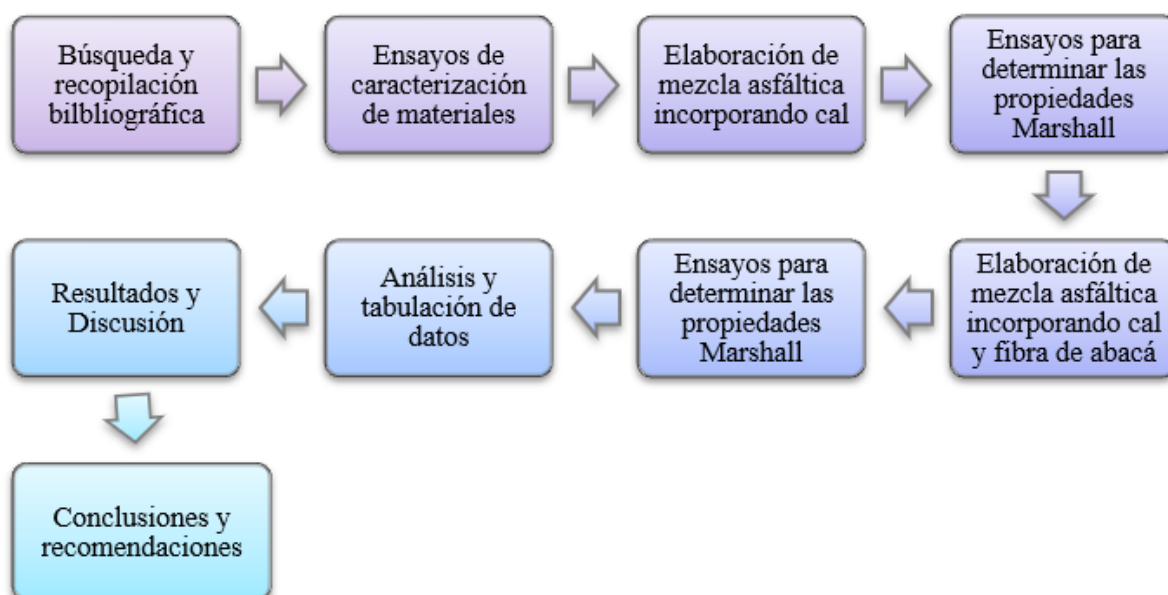 Búsqueda y
recopilación
bilbliográfica
Ensayos de
caracterización
de materiales
Elaboración de
mezcla asfáltica
incorporando cal
Ensayos para
determinar las
propiedades
Marshall
Elaboración de
mezcla asfáltica
incorporando cal
y fibra de abacá
Ensayos para
determinar las
propiedades
Marshall
Análisis y
tabulación de
datos
Resultados y
Discusión
Conclusiones y
recomendaciones